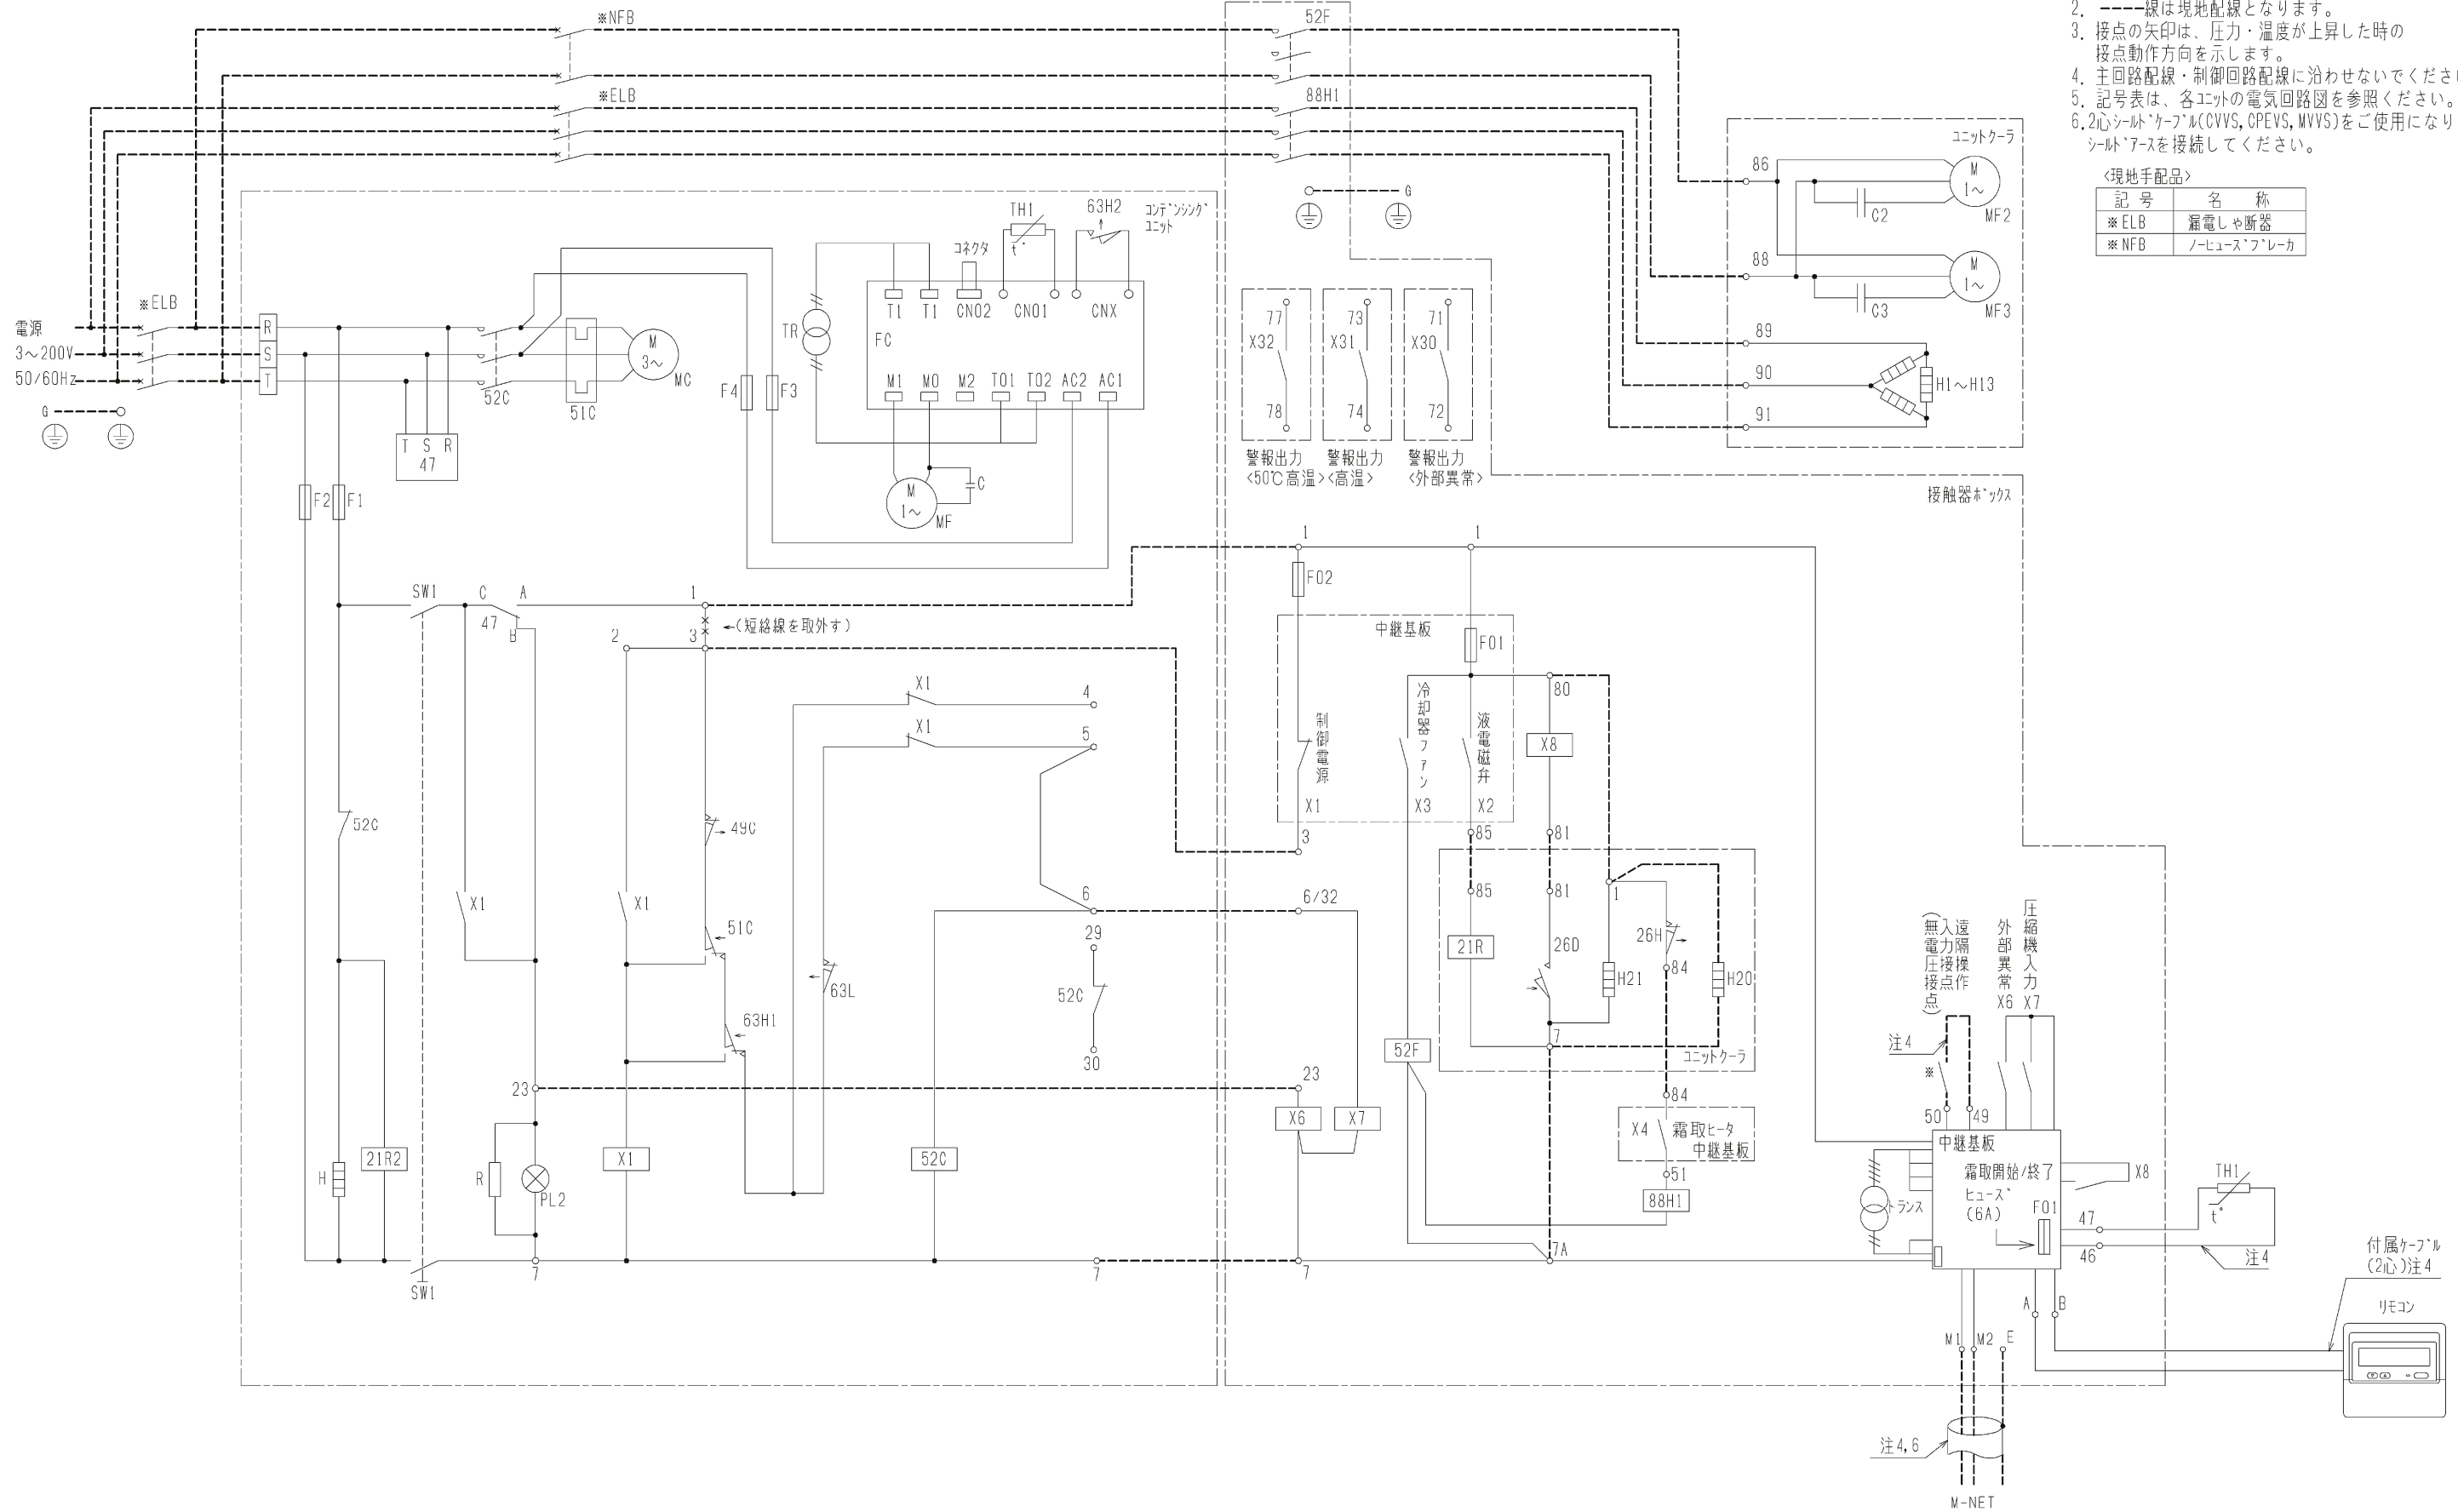 ※NFB
52F
※ELB
88H1
2. ━━━線は現地配線となります。
3. 接点の矢印は、圧力・温度が上昇した時の
接点動作方向を示します。
4. 主回路配線・制御回路配線に沿わせないでくださ
5. 記号表は、各ユニットの電気回路図を参照ください。
6.2心シールドケーブル(CVVS,CPEVS,MVVS)をご使用になり
シールドアースを接続してください。
<現地手配品>
記 号 名 称
※ELB 漏電しゃ断器
※NFB ノーヒューズブレーカ
ユニットクーラ
86
M
1～
C2
MF2
88
M
1～
C3
MF3
89
90
H1～H13
91
G
コンデンシング
ユニット
TH1
t°
63H2
コネクタ
T1 T1 CN02 CN01 CNX
TR
FC
M1 M0 M2 T01 T02 AC2 AC1
F4 F3
M
1～
MF
C
※ELB
電源
3～200V
50/60Hz
G
R
S
T
52C
51C
M
3～
MC
T S R
47
F2 F1
77
X32
78
73
X31
74
71
X30
72
警報出力
<50℃高温>
警報出力
<高温>
警報出力
<外部異常>
接触器ボックス
SW1
C A
47
B
1
←(短絡線を取外す)
2 3
X1
4
X1
5
52C
49C
X1
X1
51C
63L
63H1
6
29
52C
30
23
H
21R2
R
PL2
X1
52C
SW1
7
7
1
1
F02
中継基板
F01
制御電源
X1
冷却器ファン
X3
液電磁弁
X2
80
X8
3
85
81
85
81
1
6/32
21R
26D
26H
84
H21
H20
7
ユニットクーラ
52F
23
X6 X7
84
X4 霜取ヒータ
中継基板
51
88H1
7
7A
遠隔操作
入力接点
(無電圧接点)
外部異常
X6
圧縮機入力
X7
注4
※
50 49
中継基板
霜取開始/終了
ヒューズ
(6A)
F01
トランス
X8
TH1
t°
47
46
注4
付属ケーブル
(2心)注4
リモコン
A B
M1 M2 E
注4,6
M-NET